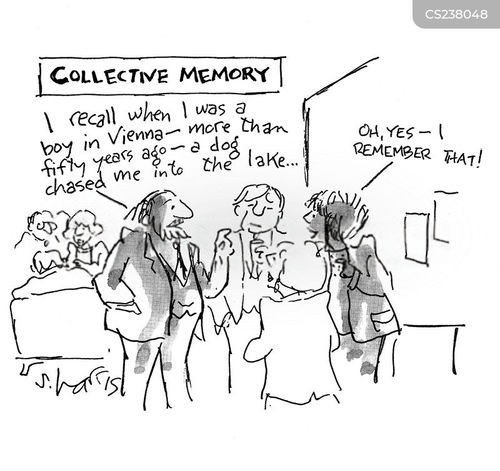 CS238048
COLLECTIVE MEMORY
I recall when I was a
boy in Vienna — more than
fifty years ago — a dog
chased me into the lake...
OH, YES — I
REMEMBER THAT!
S. harris